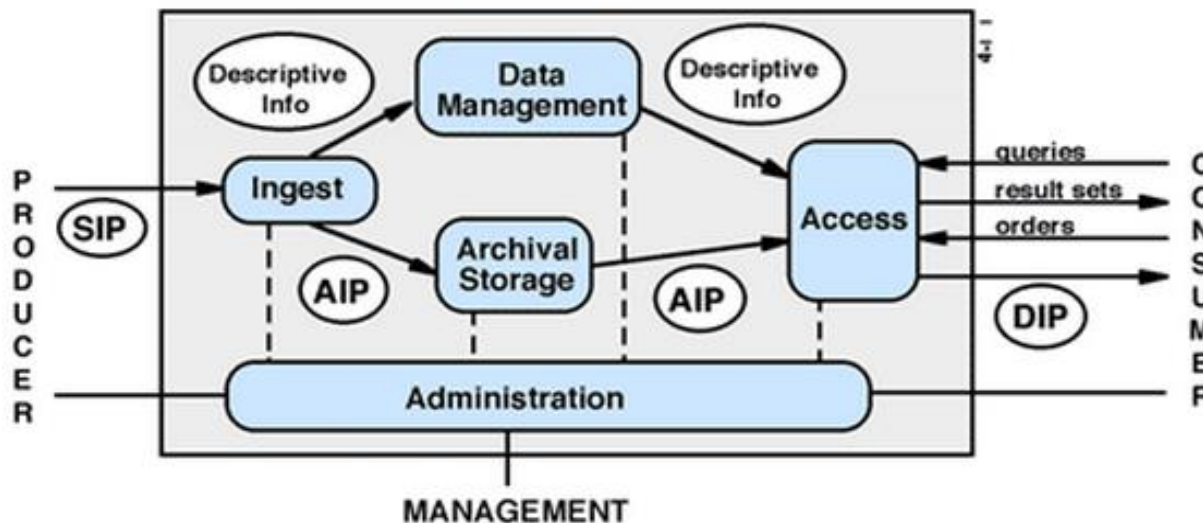 Descriptive
Info
Data
Management
Descriptive
Info
PRODUCER
SIP
Ingest
Archival
Storage
AIP
AIP
Access
queries
result sets
orders
DIP
Administration
MANAGEMENT